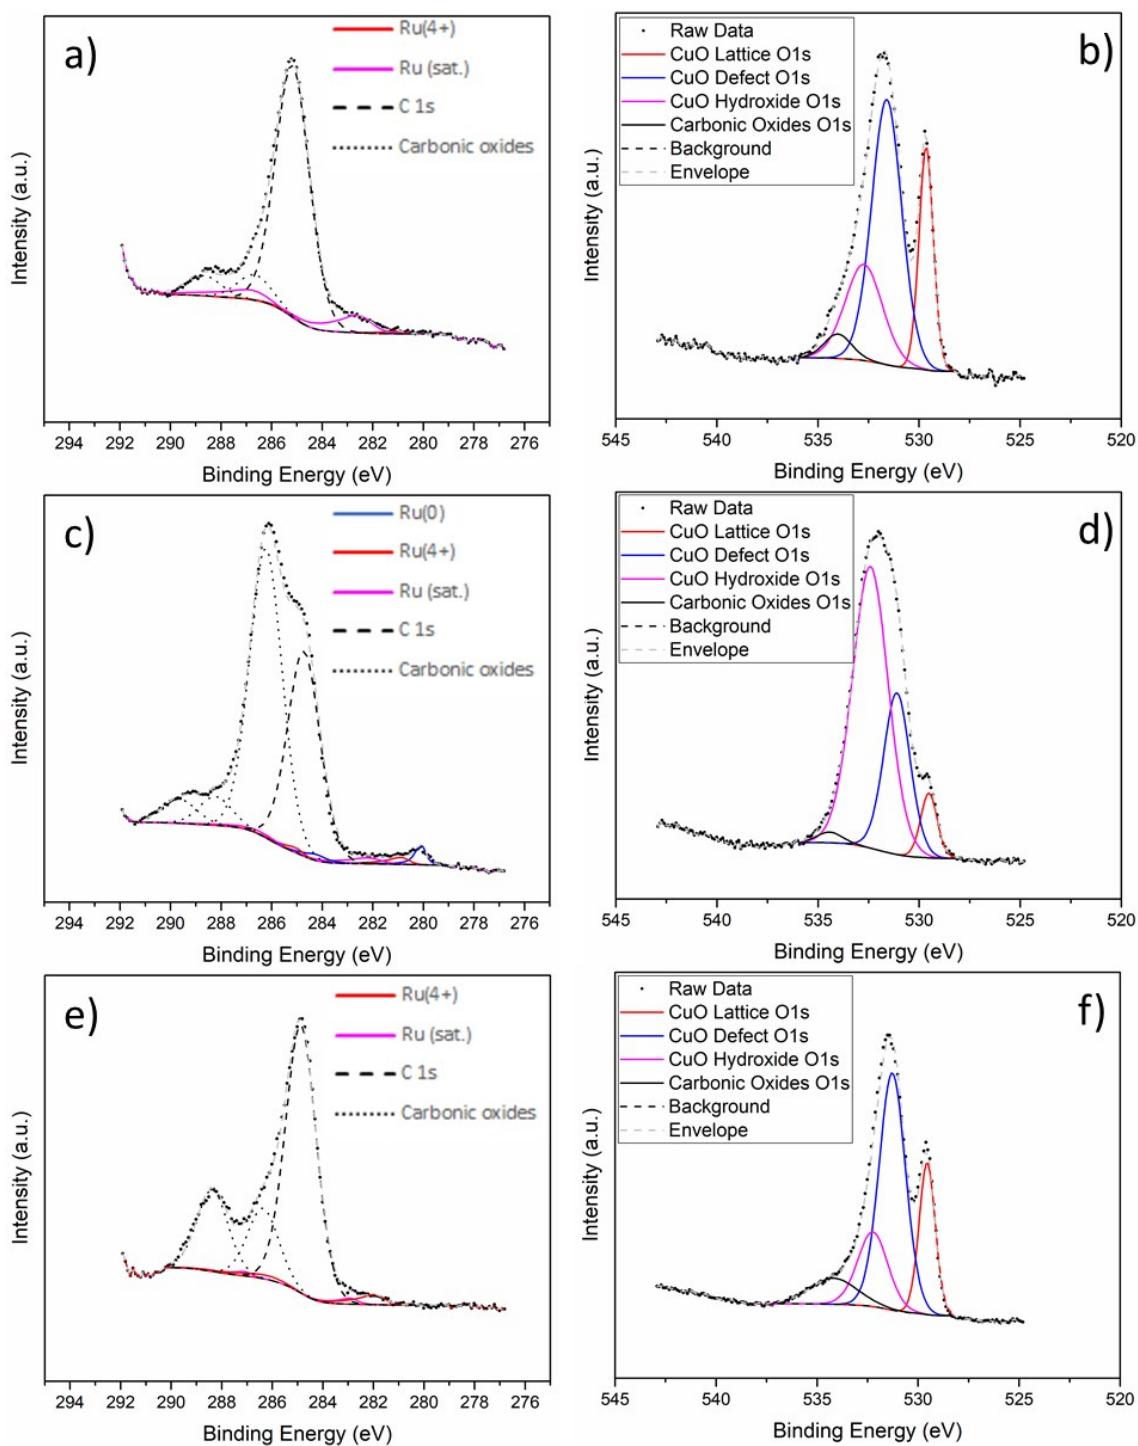 a)
Ru(4+)
Ru (sat.)
C 1s
Carbonic oxides
Intensity (a.u.)
294 292 290 288 286 284 282 280 278 276
Binding Energy (eV)
b)
Raw Data
CuO Lattice O1s
CuO Defect O1s
CuO Hydroxide O1s
Carbonic Oxides O1s
Background
Envelope
Intensity (a.u.)
545 540 535 530 525 520
Binding Energy (eV)
c)
Ru(0)
Ru(4+)
Ru (sat.)
C 1s
Carbonic oxides
Intensity (a.u.)
294 292 290 288 286 284 282 280 278 276
Binding Energy (eV)
d)
Raw Data
CuO Lattice O1s
CuO Defect O1s
CuO Hydroxide O1s
Carbonic Oxides O1s
Background
Envelope
Intensity (a.u.)
545 540 535 530 525 520
Binding Energy (eV)
e)
Ru(4+)
Ru (sat.)
C 1s
Carbonic oxides
Intensity (a.u.)
294 292 290 288 286 284 282 280 278 276
Binding Energy (eV)
f)
Raw Data
CuO Lattice O1s
CuO Defect O1s
CuO Hydroxide O1s
Carbonic Oxides O1s
Background
Envelope
Intensity (a.u.)
545 540 535 530 525 520
Binding Energy (eV)